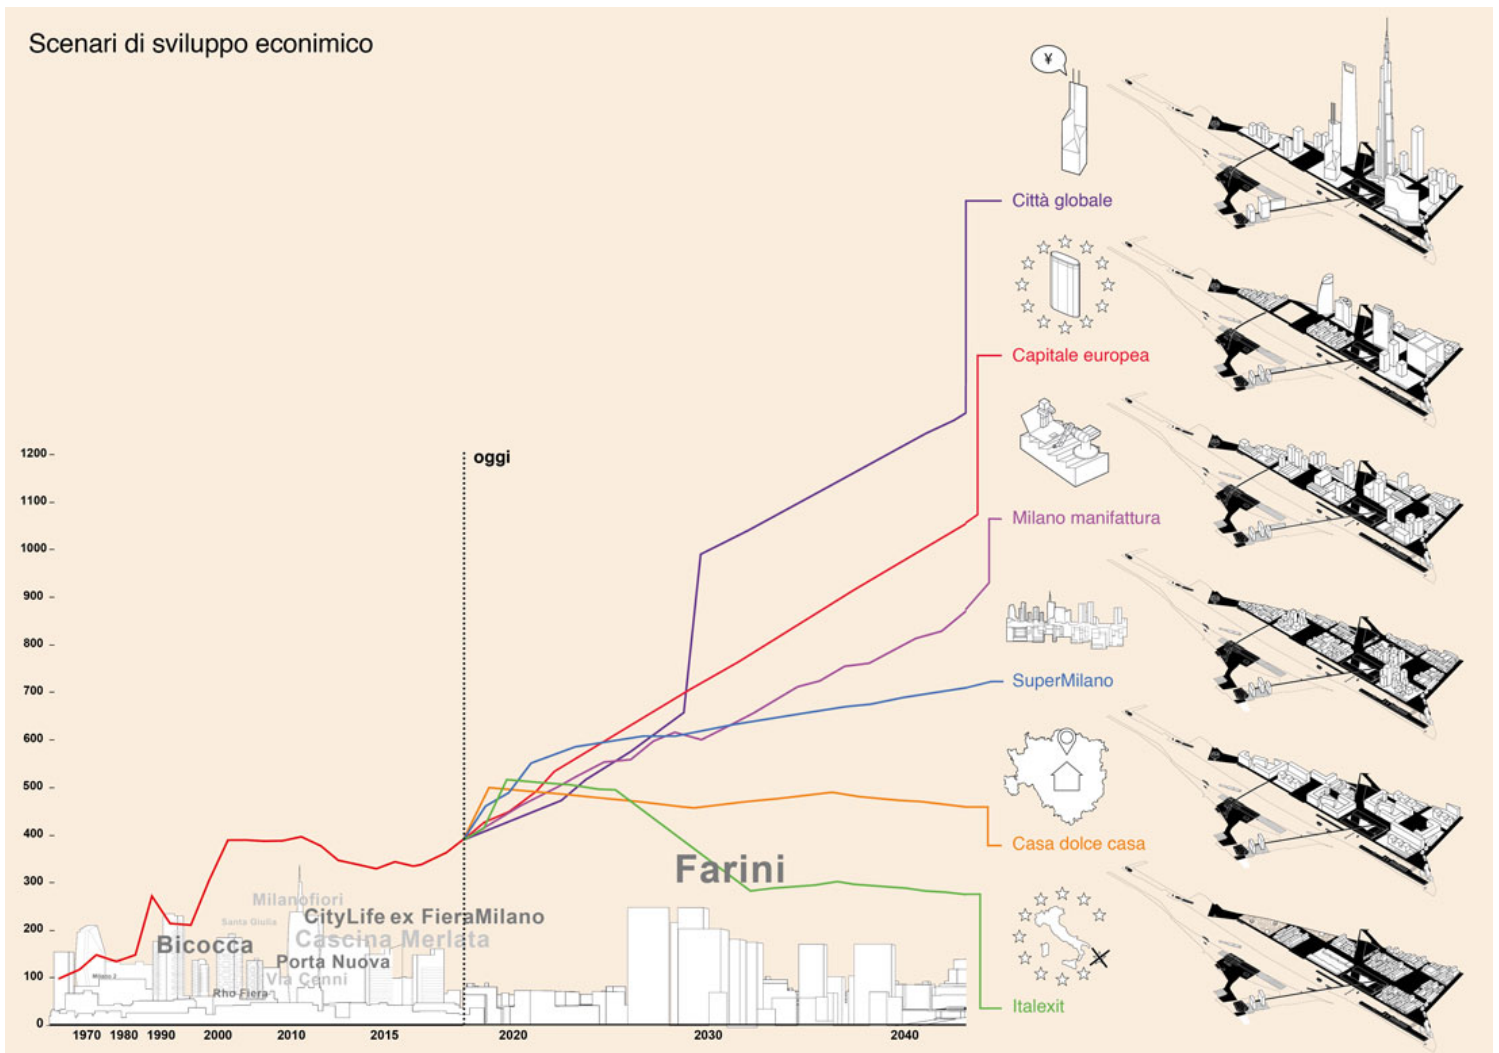 Scenari di sviluppo econimico
¥
Città globale
Capitale europea
1200
oggi
1100
Milano manifattura
1000
900
800
700
SuperMilano
600
500
400
Casa dolce casa
Farini
300
Milanofiori
CityLife ex FieraMilano
Santa Giulia
200
Bicocca
Cascina Merlata
Porta Nuova
100
Milano 2
Via Cenni
Rho Fiera
Italexit
0
1970 1980 1990 2000 2010 2015 2020 2030 2040